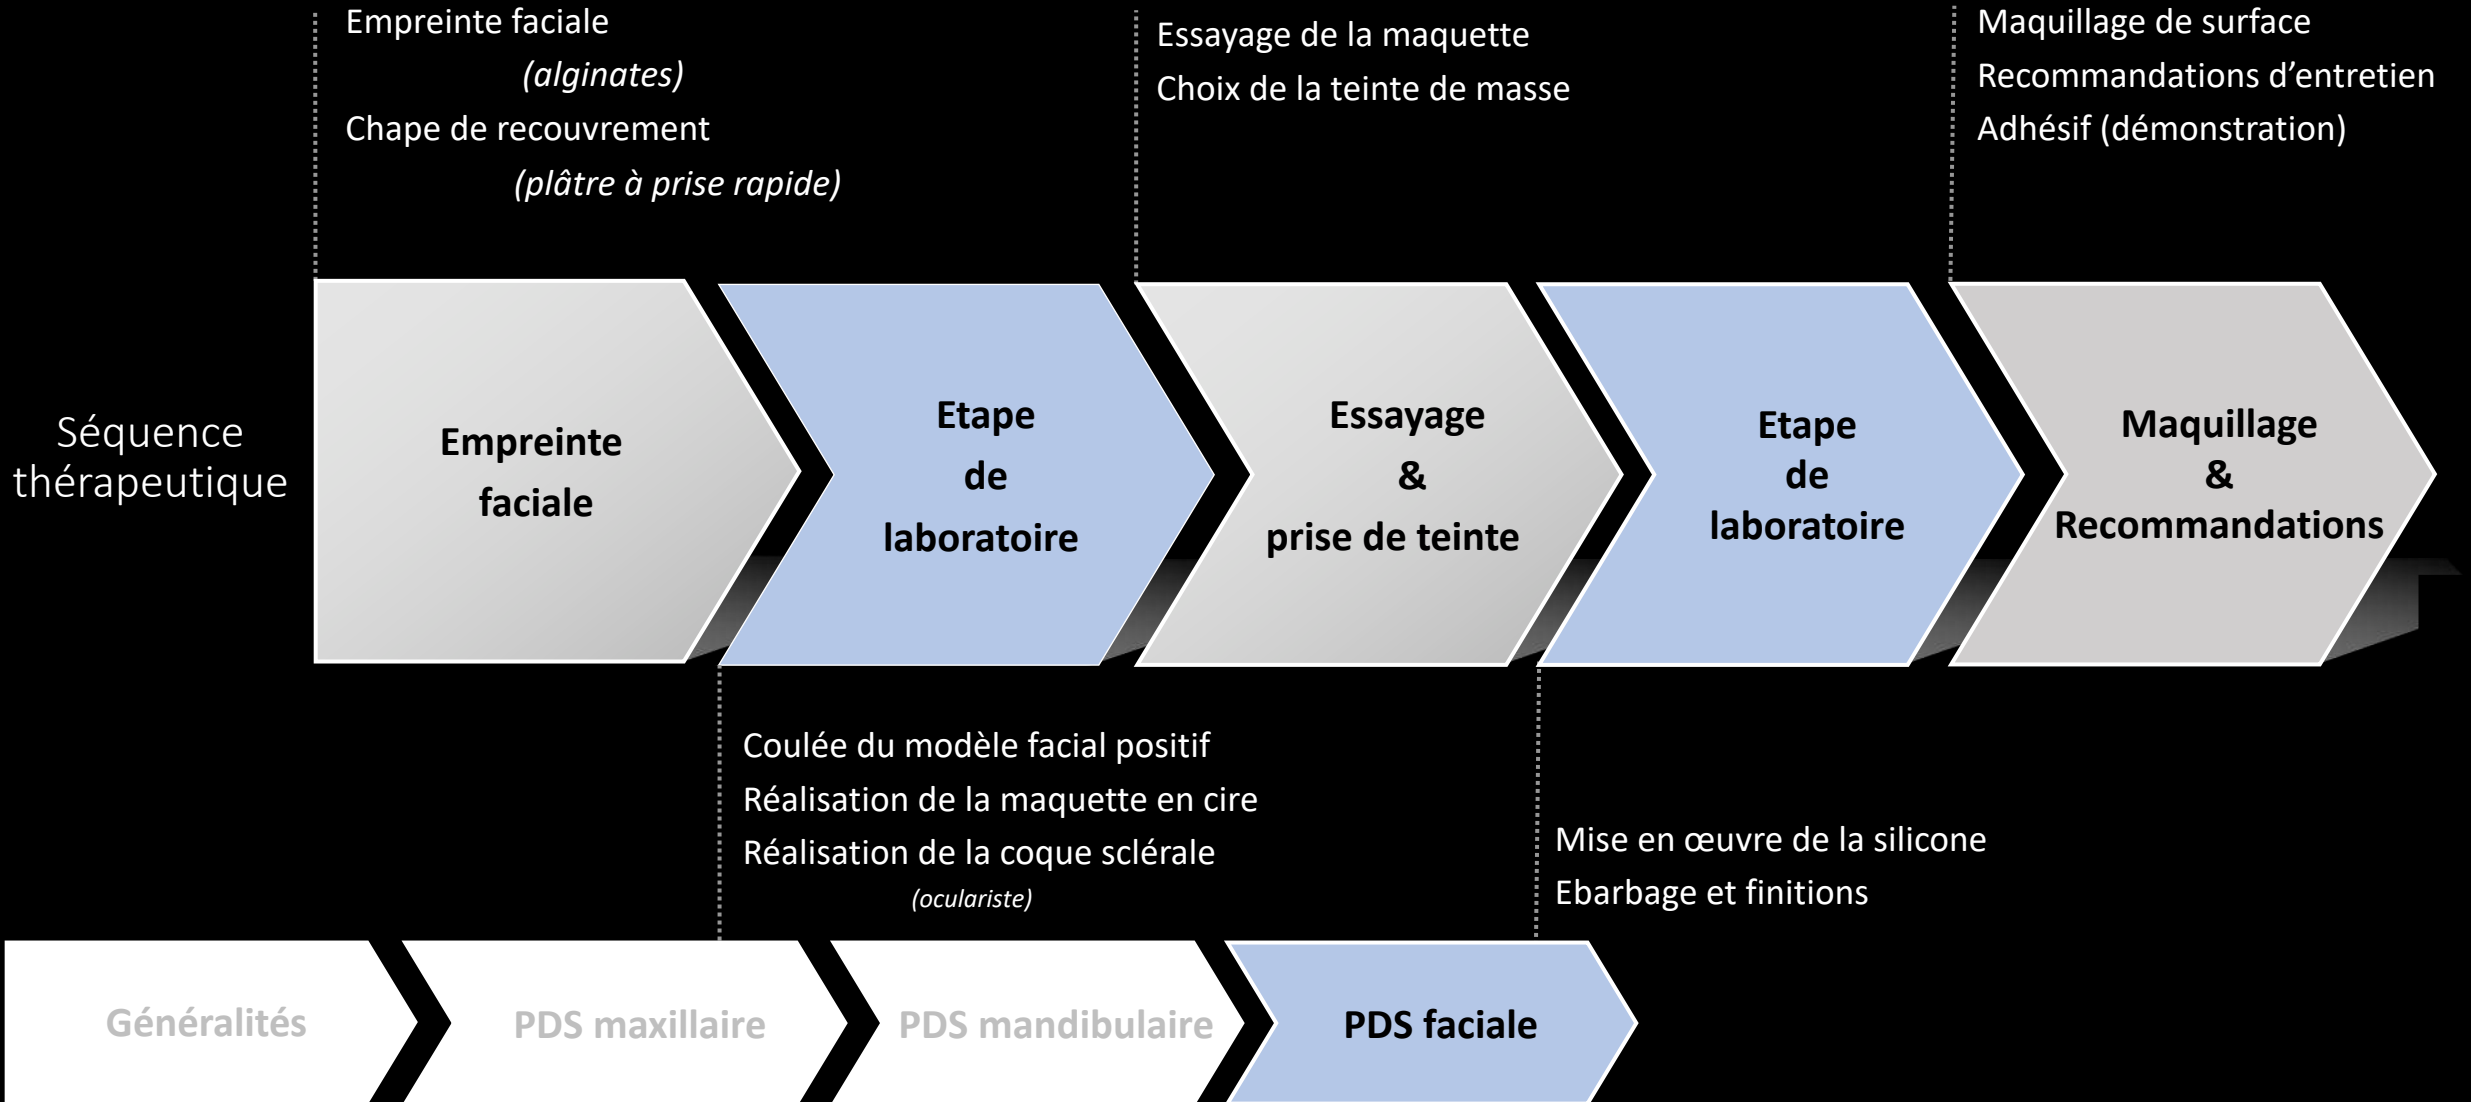 Empreinte faciale
(alginates)
Chape de recouvrement
(plâtre à prise rapide)
Essayage de la maquette
Choix de la teinte de masse
Maquillage de surface
Recommandations d’entretien
Adhésif (démonstration)
Séquence
thérapeutique
Empreinte
faciale
Etape
de
laboratoire
Essayage
&
prise de teinte
Etape
de
laboratoire
Maquillage
&
Recommandations
Coulée du modèle facial positif
Réalisation de la maquette en cire
Réalisation de la coque sclérale
(oculariste)
Mise en œuvre de la silicone
Ebarbage et finitions
Généralités
PDS maxillaire
PDS mandibulaire
PDS faciale